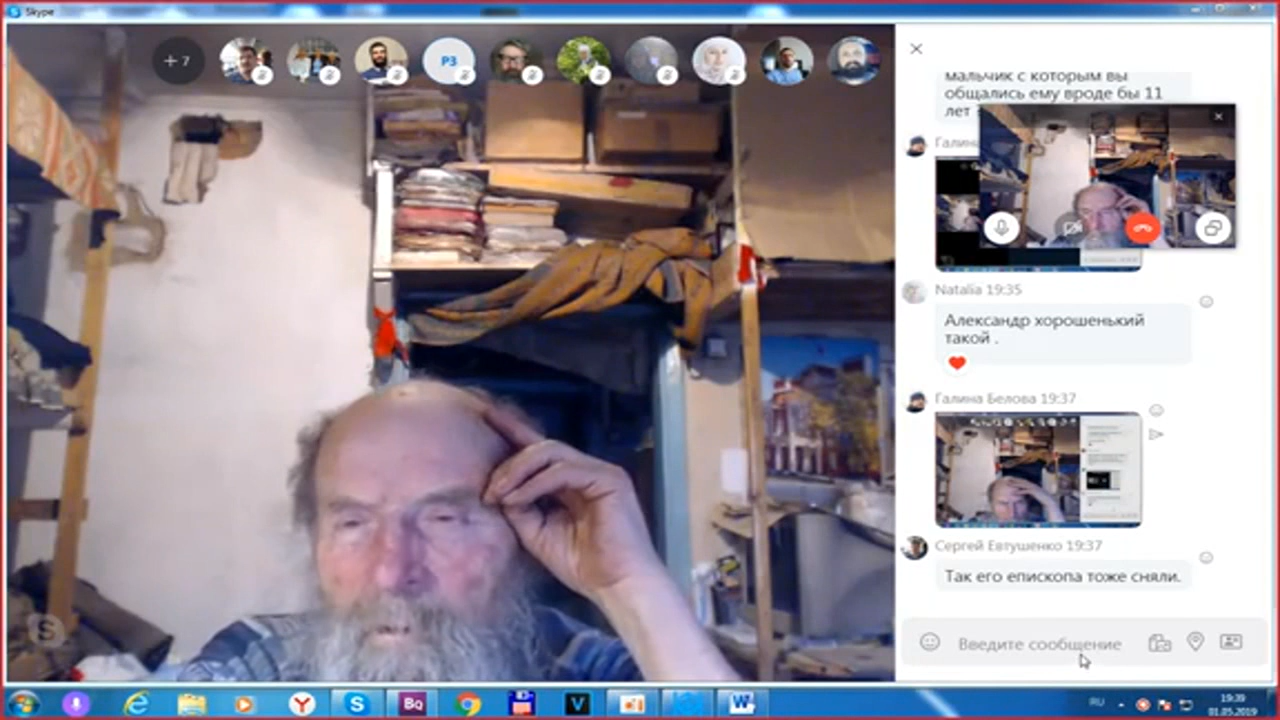 Skype
+7
РЗ
мальчик с которым вы
общались ему вроде бы 11
лет
Галина
Natalia 19:35
Александр хорошенький
такой .
Галина Белова 19:37
Сергей Евтушенко 19:37
Так его епископа тоже сняли.
Введите сообщение
RU
19:39
01.05.2019